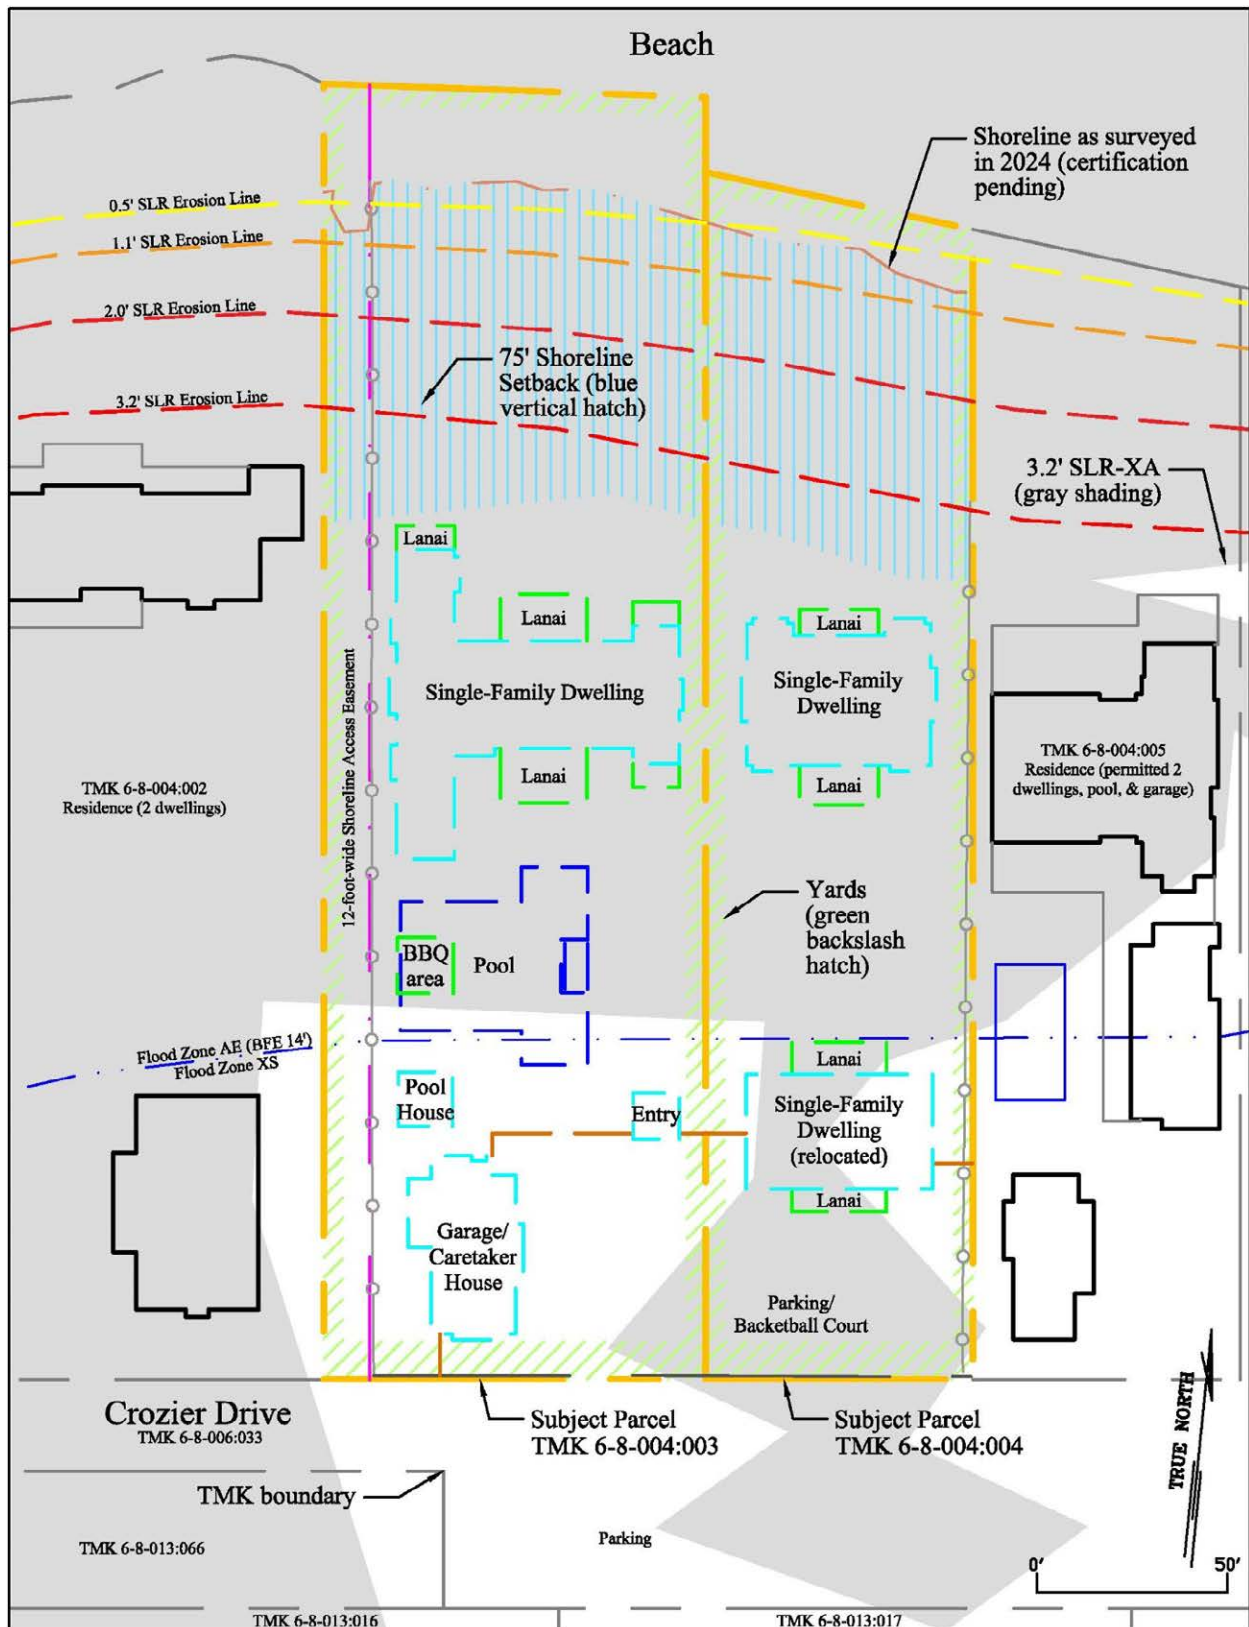 Beach
Shoreline as surveyed
in 2024 (certification
pending)
0.5' SLR Erosion Line
1.1' SLR Erosion Line
2.0' SLR Erosion Line
75' Shoreline
Setback (blue
vertical hatch)
3.2' SLR Erosion Line
3.2' SLR-XA
(gray shading)
Lanai
Lanai
Lanai
Single-Family Dwelling
Single-Family
Dwelling
12-foot-wide Shoreline Access Easement
TMK 6-8-004:002
Residence (2 dwellings)
TMK 6-8-004:005
Residence (permitted 2
dwellings, pool, & garage)
Lanai
Lanai
Yards
(green
backslash
hatch)
BBQ
area
Pool
Flood Zone AE (BFE 14')
Flood Zone XS
Lanai
Pool
House
Entry
Single-Family
Dwelling
(relocated)
Lanai
Garage/
Caretaker
House
Parking/
Backetball Court
Crozier Drive
TMK 6-8-006:033
Subject Parcel
TMK 6-8-004:003
Subject Parcel
TMK 6-8-004:004
TRUE NORTH
TMK boundary
TMK 6-8-013:066
Parking
0'
50'
TMK 6-8-013:016
TMK 6-8-013:017